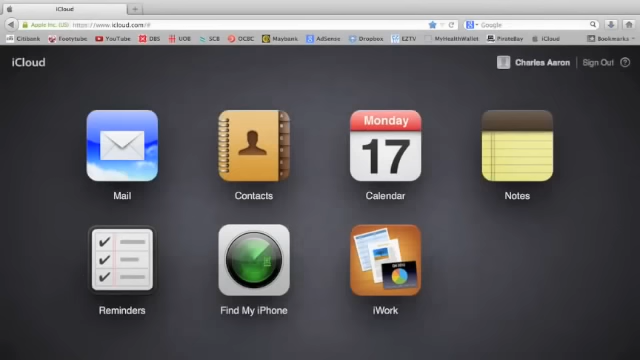 iCloud
Apple Inc. (US) https://www.icloud.com/#
Google
Citibank Footytube YouTube DBS UOB SCB OCBC Maybank AdSense Dropbox EZTV MyHealthWallet PirateBay iCloud Bookmarks
iCloud Charles Aaron Sign Out ?
Monday
17
Mail Contacts Calendar Notes
Reminders Find My iPhone iWork